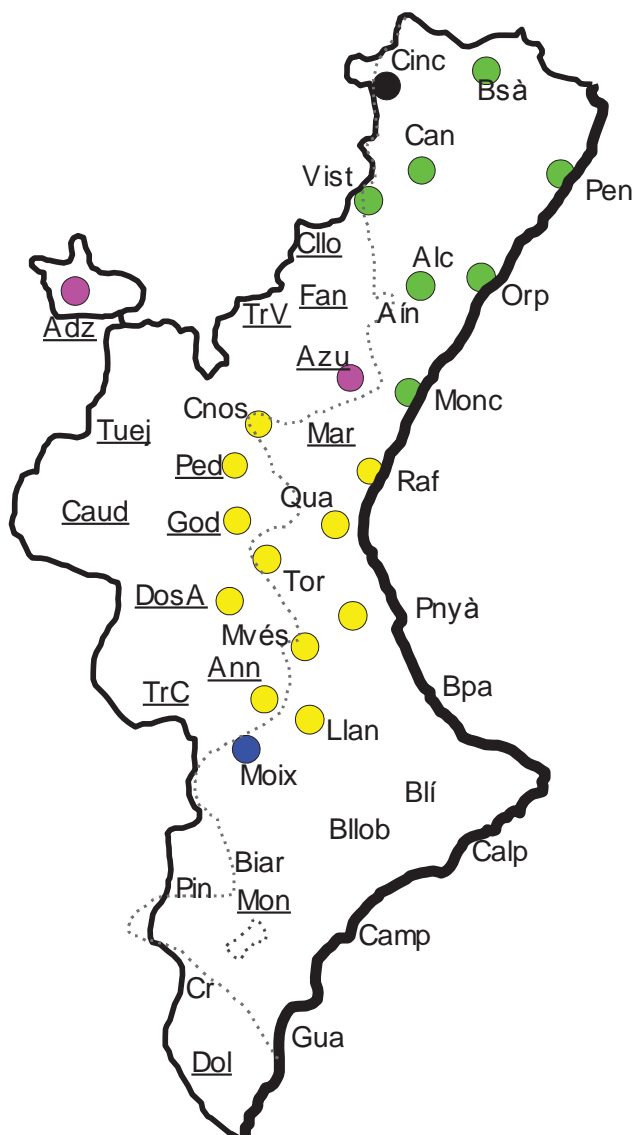 Cinc
Bsà
Can
Vist
Pen
Cllo
Alc
Fan
TrV
Aín
Orp
Adz
Azu
Monc
Cnos
Mar
Tuej
Ped
Raf
Qua
Caud
God
Tor
DosA
Pnyà
Mvés
Ann
Bpa
TrC
Llan
Moix
Blí
Bllob
Calp
Biar
Pin
Mon
Camp
Cr
Gua
Dol